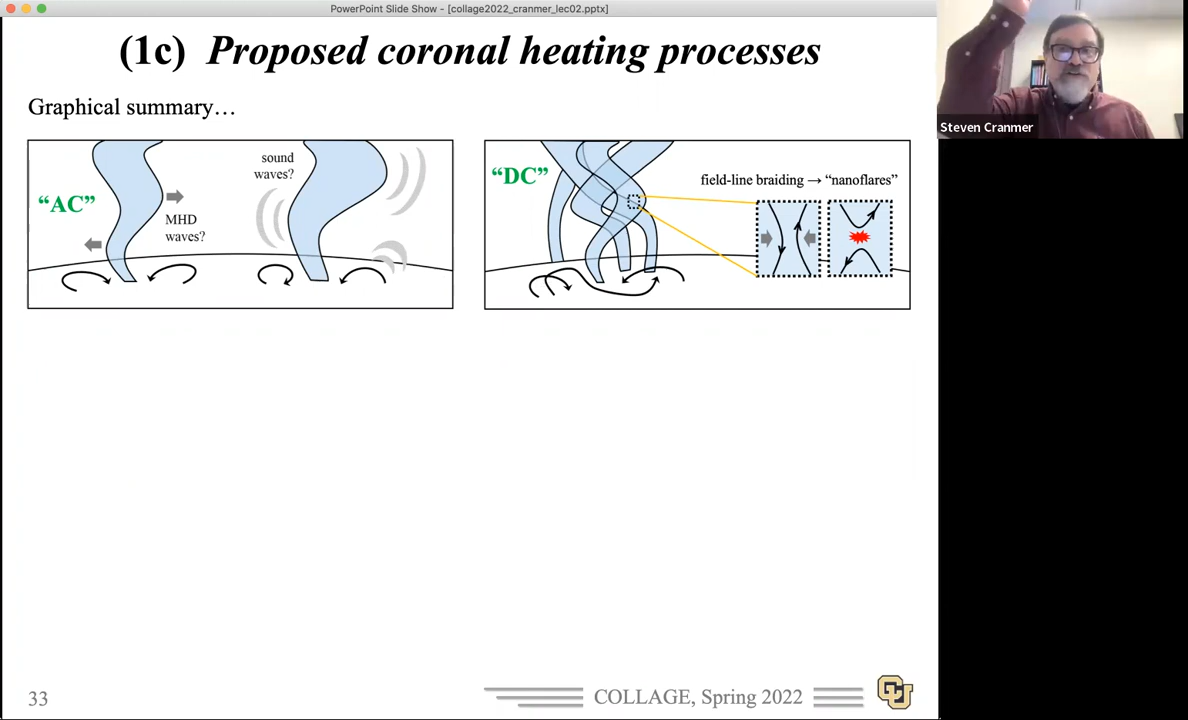 PowerPoint Slide Show - [collage2022_cranmer_lec02.pptx]
(1c) Proposed coronal heating processes
Steven Cranmer
Graphical summary…
“AC”
MHD
waves?
sound
waves?
“DC”
field-line braiding → “nanoflares”
33
COLLAGE, Spring 2022
CU